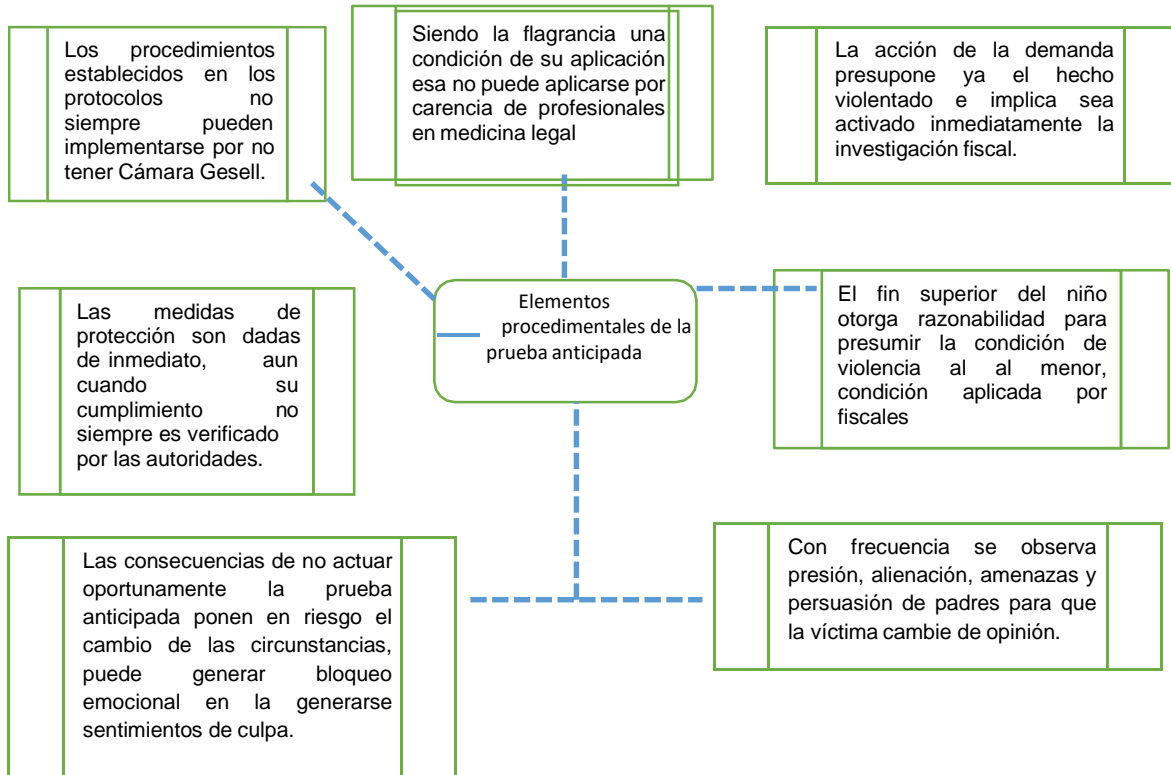 Los procedimientos
establecidos en los
protocolos no
siempre pueden
implementarse por no
tener Cámara Gesell.
Siendo la flagrancia una
condición de su aplicación
esa no puede aplicarse por
carencia de profesionales
en medicina legal
La acción de la demanda
presupone ya el hecho
violentado e implica sea
activado inmediatamente la
investigación fiscal.
Las medidas de
protección son dadas
de inmediato, aun
cuando su
cumplimiento no
siempre es verificado
por las autoridades.
Elementos
procedimentales de la
prueba anticipada
El fin superior del niño
otorga razonabilidad para
presumir la condición de
violencia al al menor,
condición aplicada por
fiscales
Las consecuencias de no actuar
oportunamente la prueba
anticipada ponen en riesgo el
cambio de las circunstancias,
puede generar bloqueo
emocional en la generarse
sentimientos de culpa.
Con frecuencia se observa
presión, alienación, amenazas y
persuasión de padres para que
la víctima cambie de opinión.